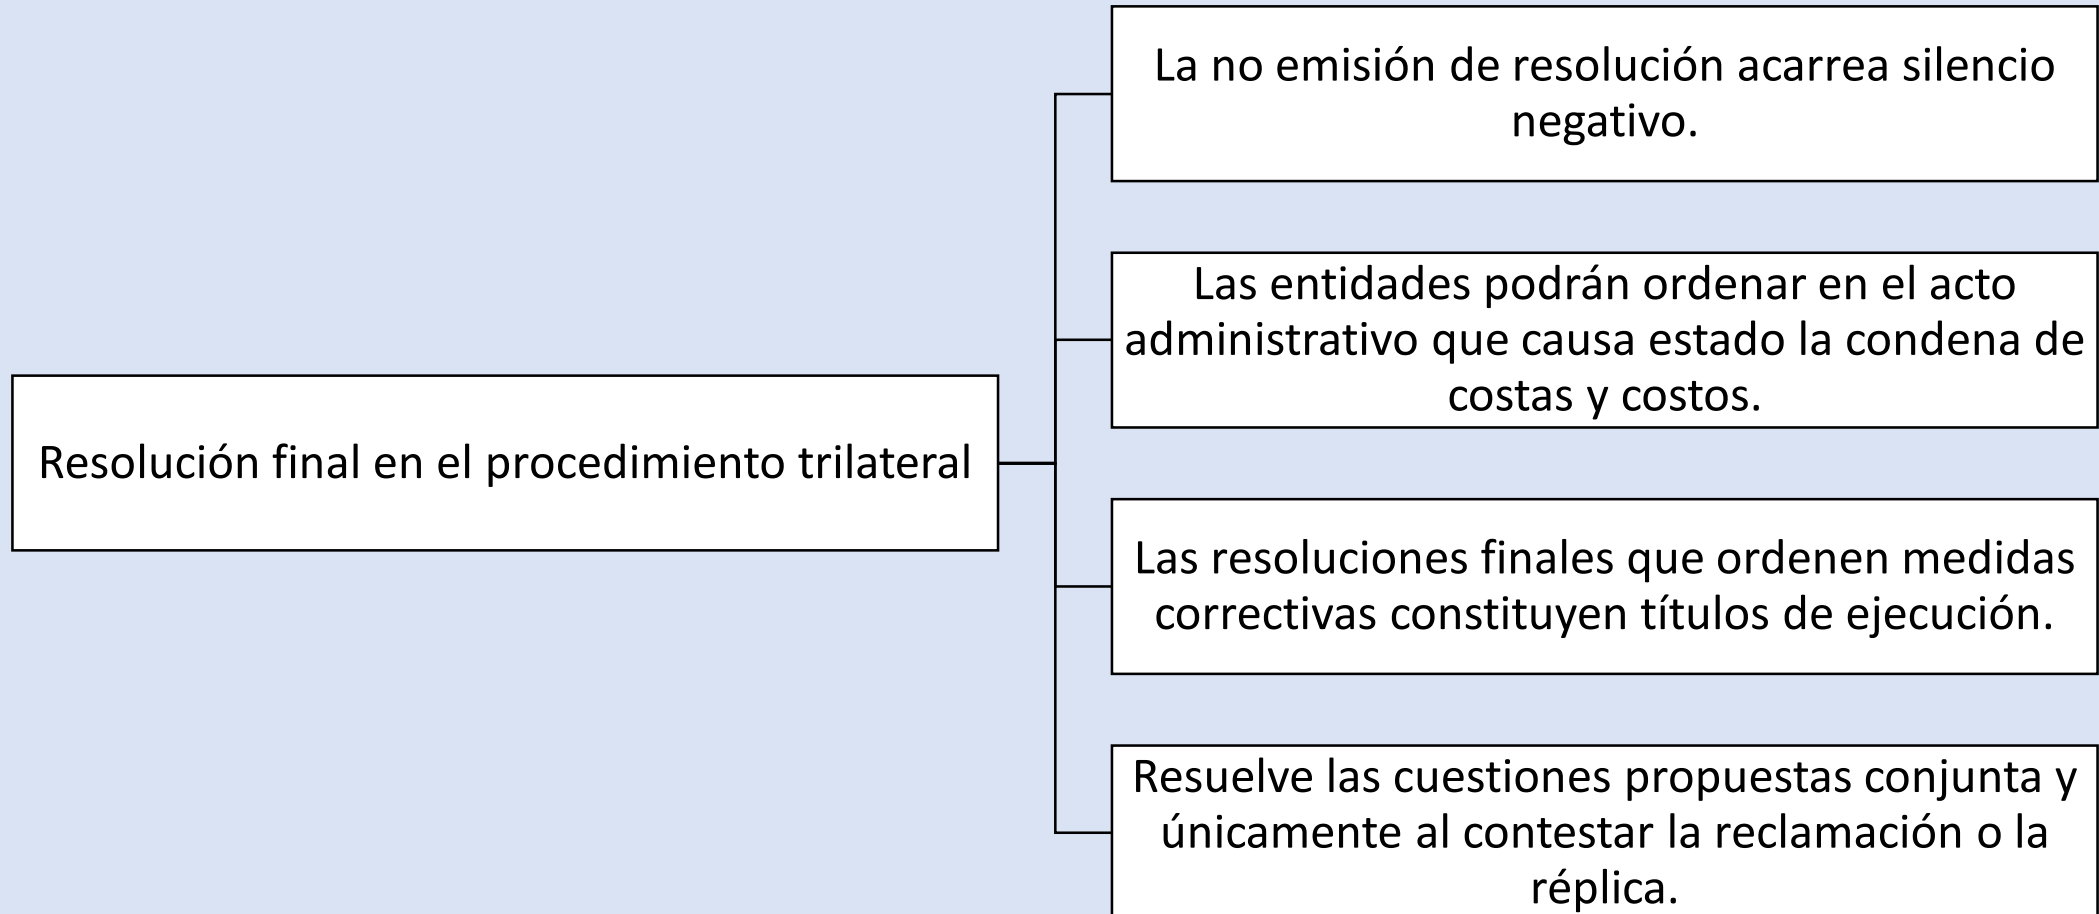 La no emisión de resolución acarrea silencio
negativo.
Las entidades podrán ordenar en el acto
administrativo que causa estado la condena de
costas y costos.
Resolución final en el procedimiento trilateral
Las resoluciones finales que ordenen medidas
correctivas constituyen títulos de ejecución.
Resuelve las cuestiones propuestas conjunta y
únicamente al contestar la reclamación o la
réplica.